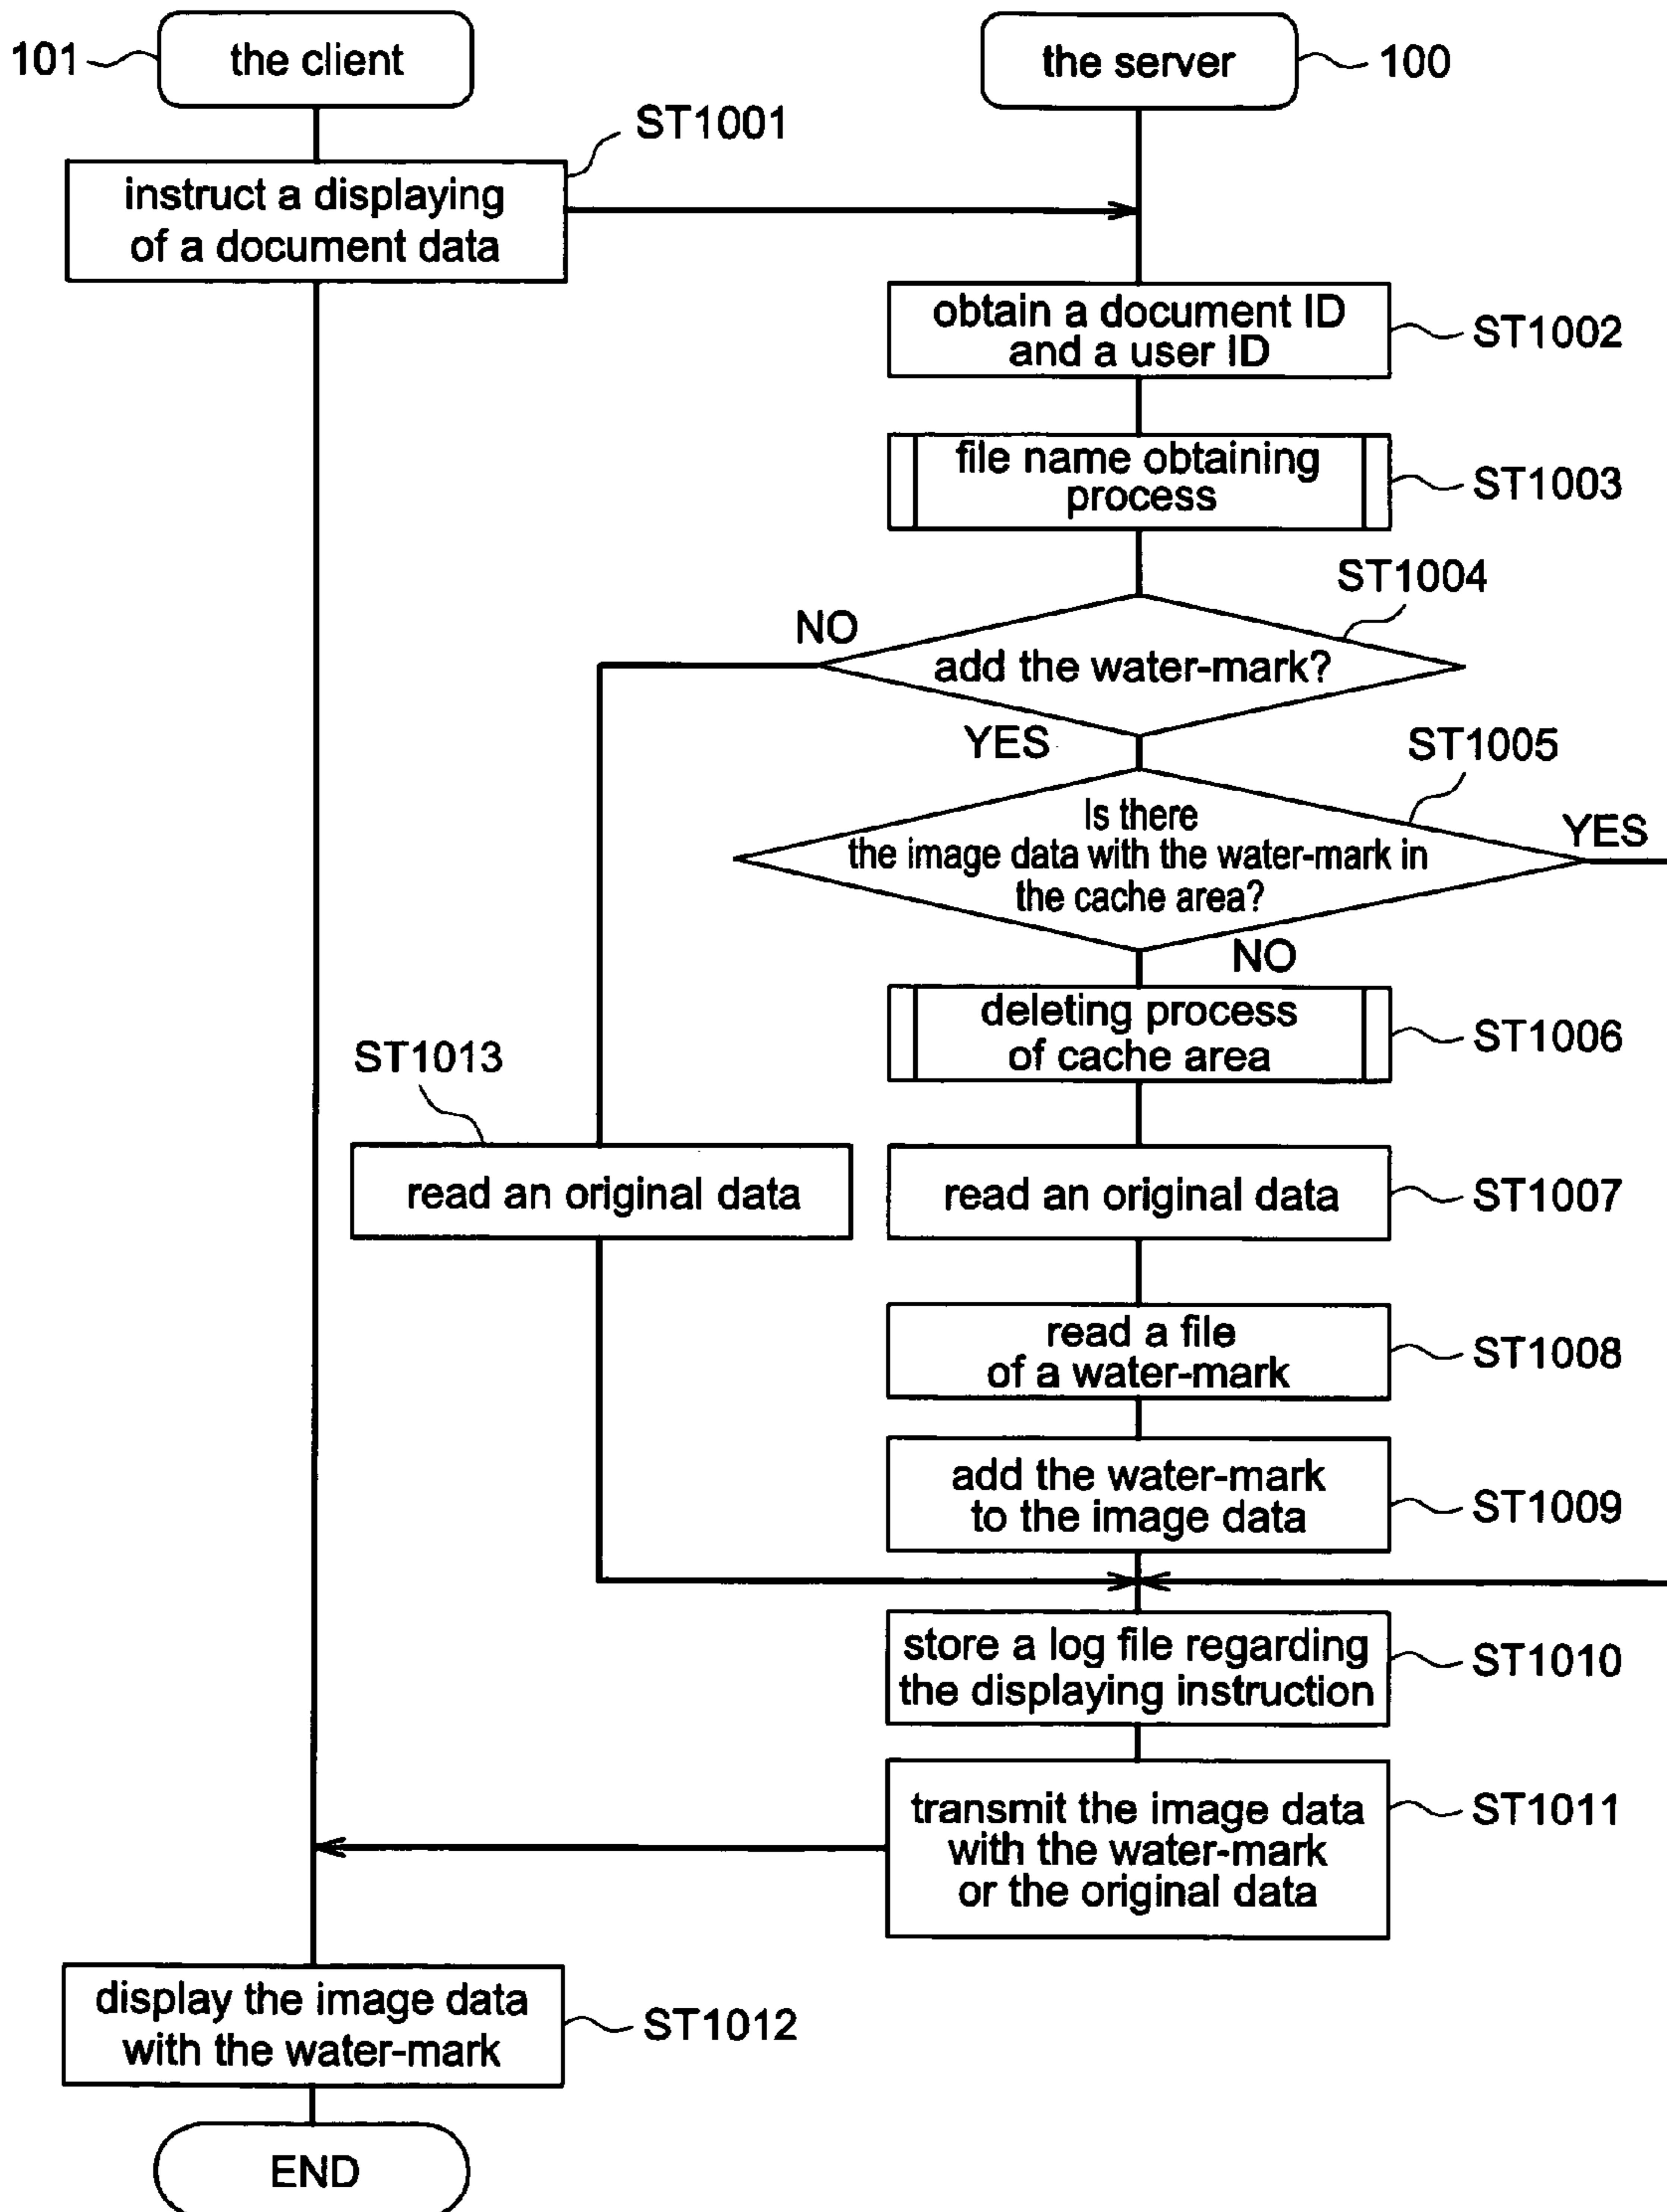 101
the client
the server
100
ST1001
instruct a displaying
of a document data
obtain a document ID
and a user ID
ST1002
file name obtaining
process
ST1003
ST1004
NO
add the water-mark?
YES
ST1005
Is there
the image data with the water-mark in
the cache area?
YES
NO
deleting process
of cache area
ST1006
ST1013
read an original data
read an original data
ST1007
read a file
of a water-mark
ST1008
add the water-mark
to the image data
ST1009
store a log file regarding
the displaying instruction
ST1010
transmit the image data
with the water-mark
or the original data
ST1011
display the image data
with the water-mark
ST1012
END